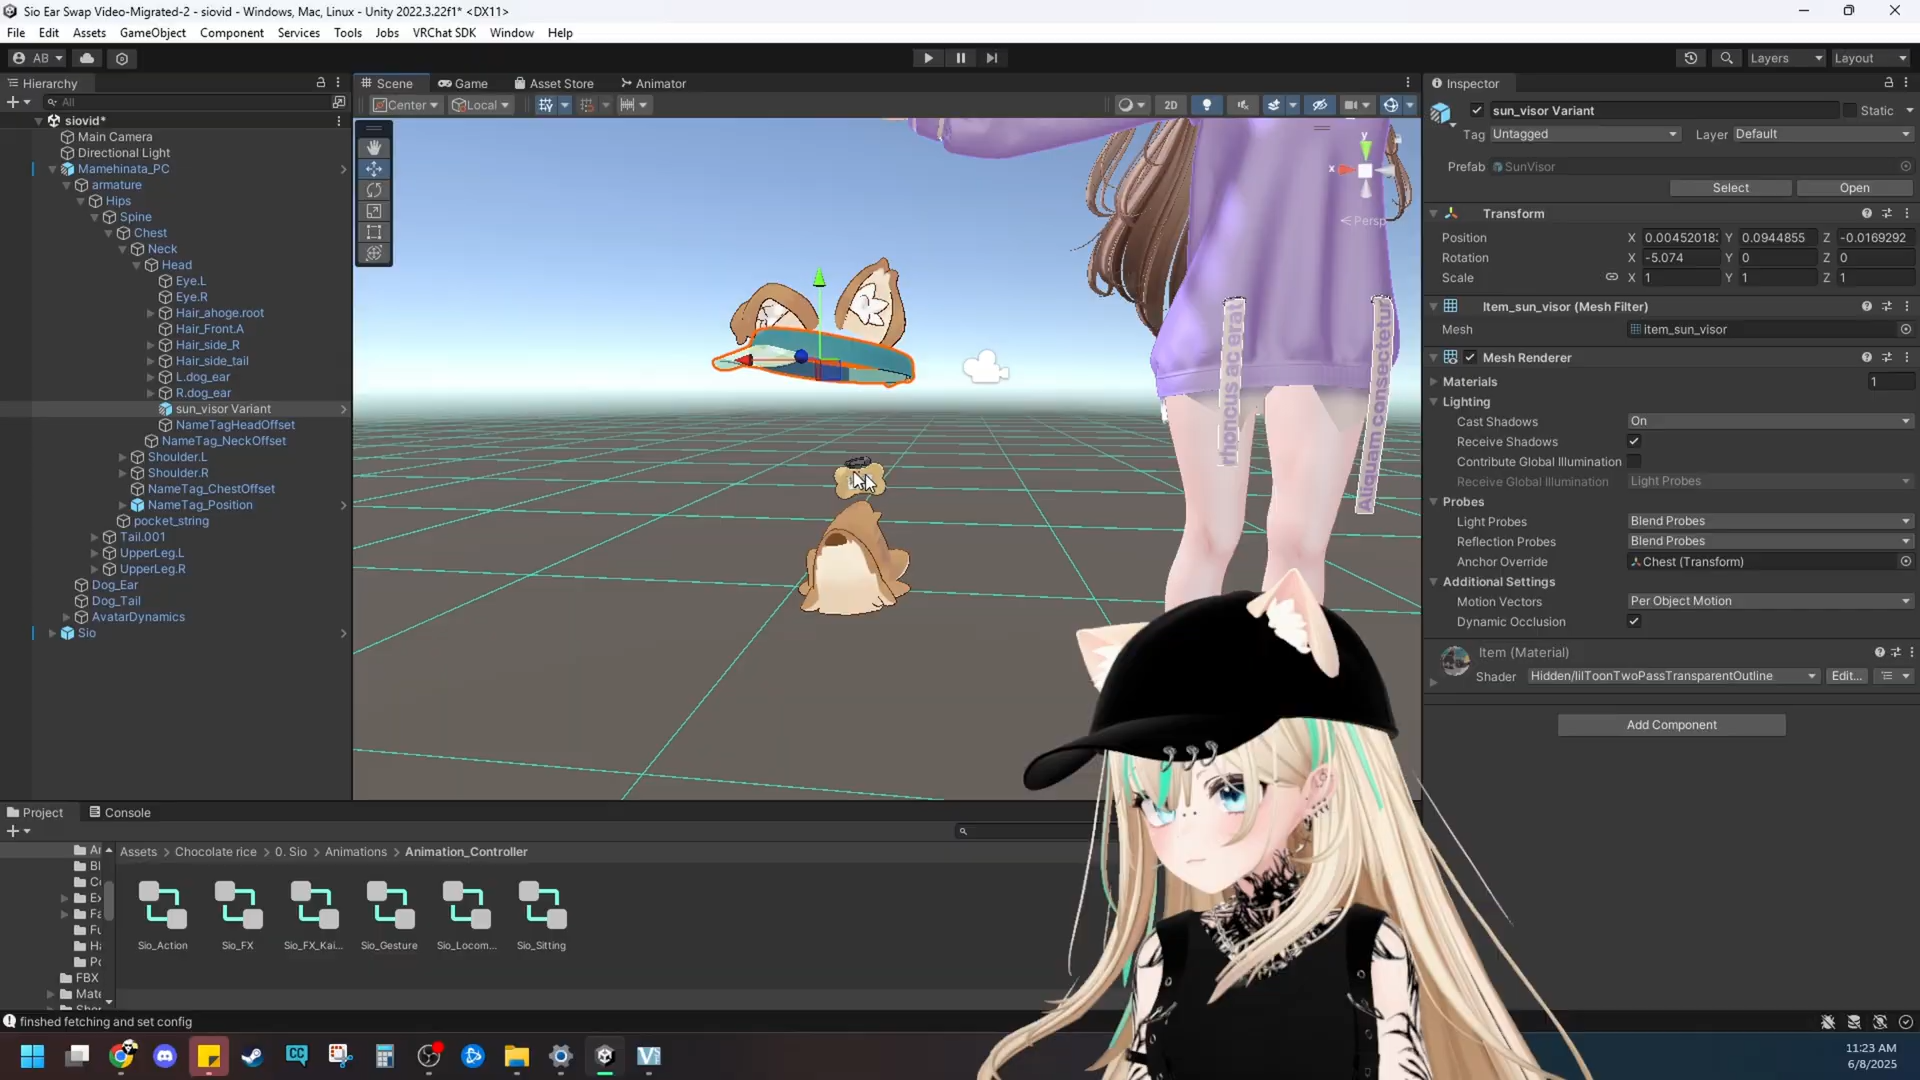 Sio Ear Swap Video-Migrated-2 - siovid - Windows, Mac, Linux - Unity 2022.3.22f1* <DX11>
File Edit Assets GameObject Component Services Tools Jobs VRChat SDK Window Help
AB
Layers
Layout
Hierarchy
Scene
Game
Asset Store
Animator
Inspector
All
Center
Local
2D
siovid*
Main Camera
Directional Light
Mamehinata_PC
armature
Hips
Spine
Chest
Neck
Head
Eye.L
Eye.R
Hair_ahoge.root
Hair_Front.A
Hair_side_R
Hair_side_tail
L.dog_ear
R.dog_ear
sun_visor Variant
NameTagHeadOffset
NameTag_NeckOffset
Shoulder.L
Shoulder.R
NameTag_ChestOffset
NameTag_Position
pocket_string
Tail.001
UpperLeg.L
UpperLeg.R
Dog_Ear
Dog_Tail
AvatarDynamics
Sio
y
x
Persp
rhoncus ac erat
Aliquam consectetur
sun_visor Variant
Static
Tag Untagged
Layer Default
Prefab SunVisor
Select
Open
Transform
Position X 0.0045201 Y 0.0944855 Z -0.0169292
Rotation X -5.074 Y 0 Z 0
Scale X 1 Y 1 Z 1
Item_sun_visor (Mesh Filter)
Mesh item_sun_visor
Mesh Renderer
Materials 1
Lighting
Cast Shadows On
Receive Shadows
Contribute Global Illumination
Receive Global Illumination Light Probes
Probes
Light Probes Blend Probes
Reflection Probes Blend Probes
Anchor Override Chest (Transform)
Additional Settings
Motion Vectors Per Object Motion
Dynamic Occlusion
Item (Material)
Shader Hidden/lilToonTwoPassTransparentOutline Edit...
Add Component
Project
Console
Assets Chocolate rice 0. Sio Animations Animation_Controller
FBX
Mate
Sio_Action
Sio_FX
Sio_FX_Kai...
Sio_Gesture
Sio_Locom...
Sio_Sitting
finshed fetching and set config
CC
11:23 AM
6/8/2025